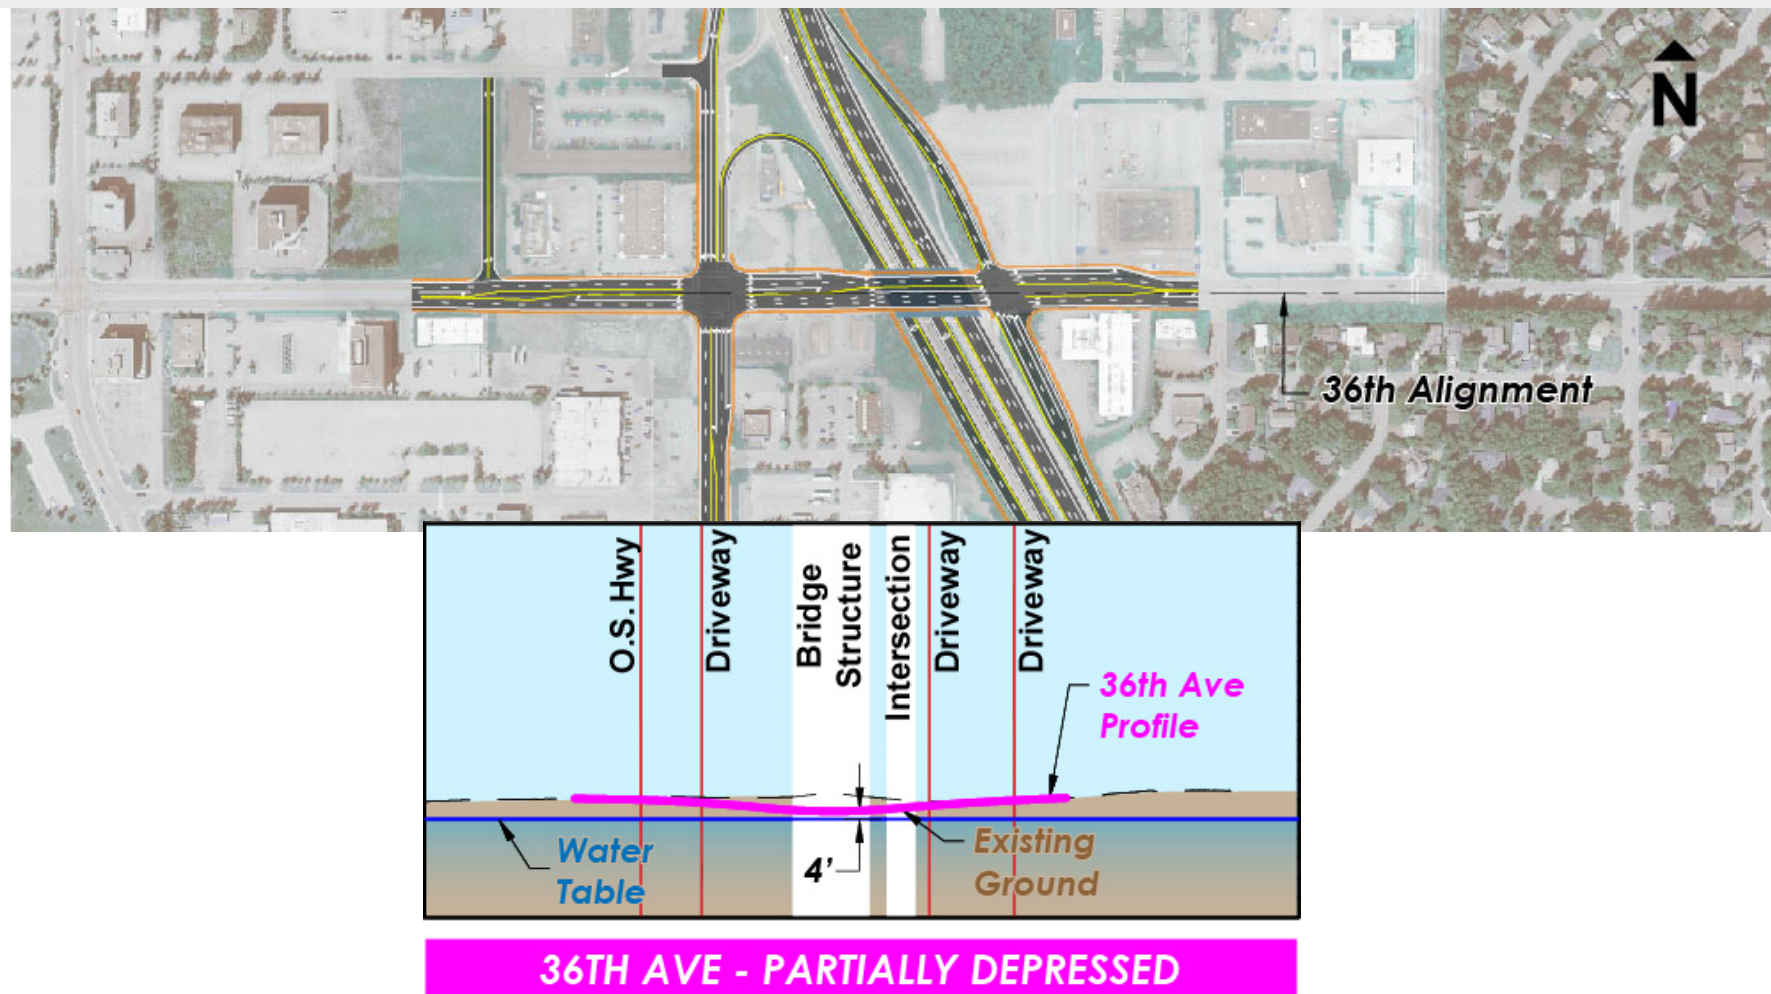 N
36th Alignment
O.S. Hwy
Driveway
Bridge
Structure
Intersection
Driveway
Driveway
36th Ave
Profile
Water
Table
4'
Existing
Ground
36TH AVE - PARTIALLY DEPRESSED